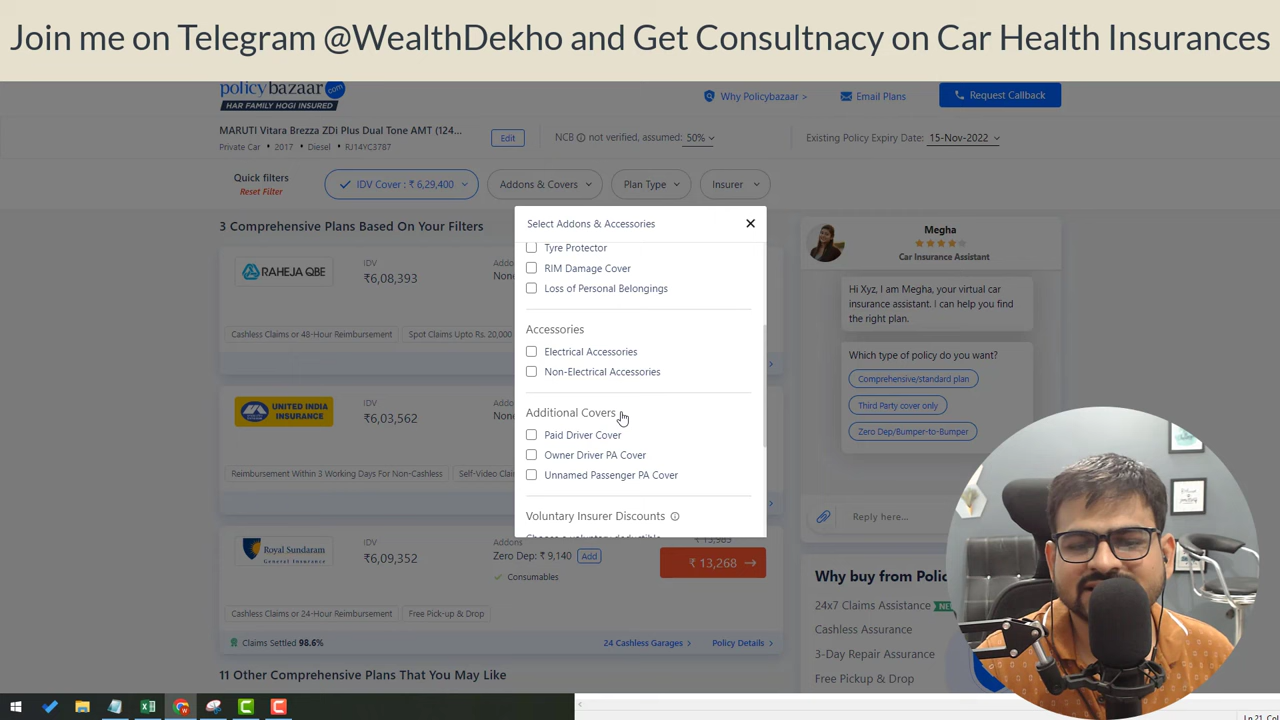 Join me on Telegram @WealthDekho and Get Consultnacy on Car Health Insurances
policybazaar.com
HAR FAMILY HOGI INSURED
Why Policybazaar >
Email Plans
Request Callback
MARUTI Vitara Brezza ZDi Plus Dual Tone AMT (124...
Private Car • 2017 • Diesel • RJ14YC3787
Edit
NCB not verified, assumed: 50%
Existing Policy Expiry Date: 15-Nov-2022
Quick filters
Reset Filter
IDV Cover : ₹ 6,29,400
Addons & Covers
Plan Type
Insurer
3 Comprehensive Plans Based On Your Filters
RAHEJA QBE
IDV
₹6,08,393
Cashless Claims or 48-Hour Reimbursement
Spot Claims Upto Rs. 20,000
UNITED INDIA
INSURANCE
IDV
₹6,03,562
Reimbursement Within 3 Working Days For Non-Cashless
Royal Sundaram
General Insurance
IDV
₹6,09,352
Addons
Zero Dep: ₹ 9,140
Add
Consumables
₹ 13,268
Cashless Claims or 24-Hour Reimbursement
Free Pick-up & Drop
Claims Settled 98.6%
24 Cashless Garages >
Policy Details >
11 Other Comprehensive Plans That You May Like
Select Addons & Accessories
Tyre Protector
RIM Damage Cover
Loss of Personal Belongings
Accessories
Electrical Accessories
Non-Electrical Accessories
Additional Covers
Paid Driver Cover
Owner Driver PA Cover
Unnamed Passenger PA Cover
Voluntary Insurer Discounts
Megha
Car Insurance Assistant
Hi Xyz, I am Megha, your virtual car
insurance assistant. I can help you find
the right plan.
Which type of policy do you want?
Comprehensive/standard plan
Third Party cover only
Zero Dep/Bumper-to-Bumper
Reply here...
Why buy from
24x7 Claims Assistance
Cashless Assurance
3-Day Repair Assurance
Free Pickup & Drop